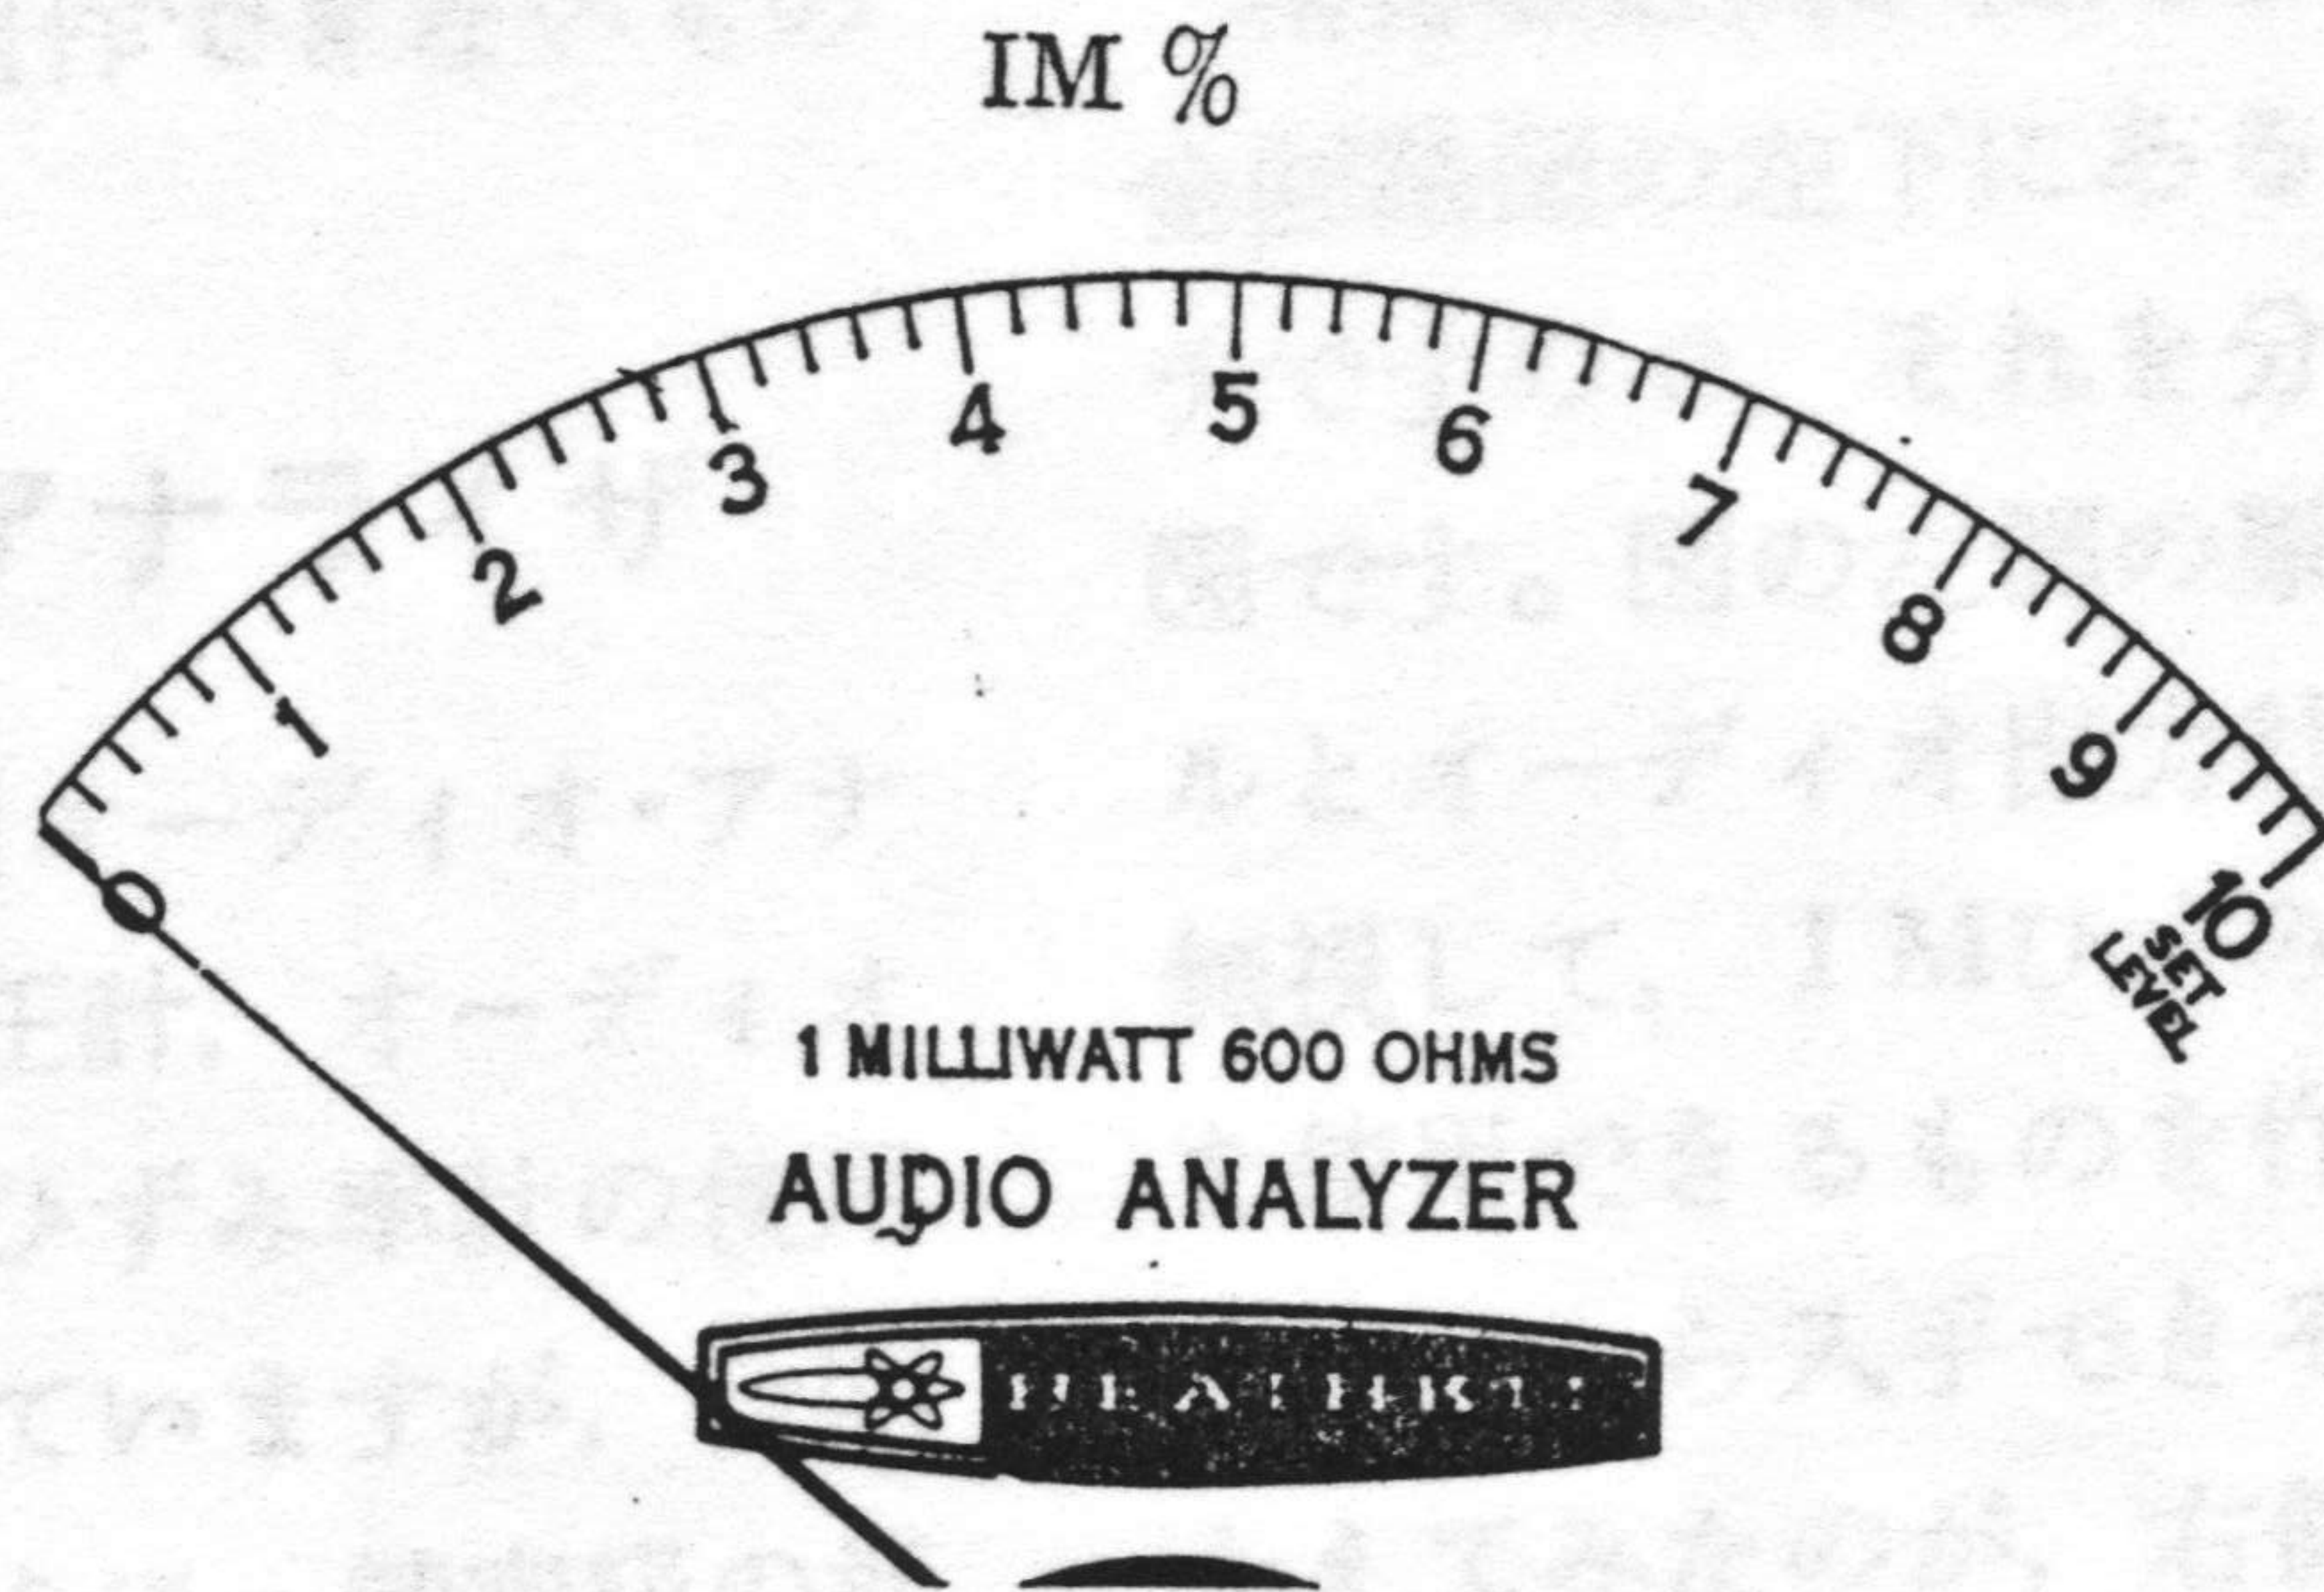 IM %
0 1 2 3 4 5 6 7 8 9 10
SET
LEVEL
1 MILLIWATT 600 OHMS
AUDIO ANALYZER
HEATHKIT